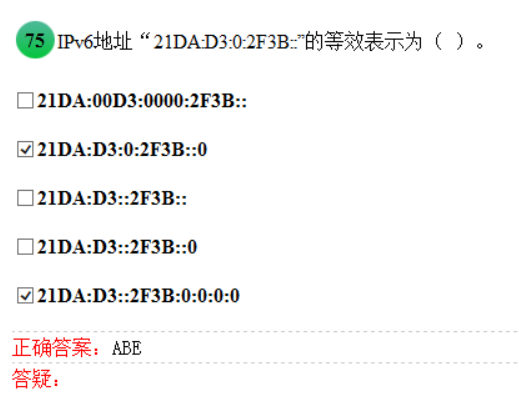 75 IPv6地址“21DA:D3:0:2F3B::”的等效表示为（ ）。
21DA:00D3:0000:2F3B::
21DA:D3:0:2F3B::0
21DA:D3::2F3B::
21DA:D3::2F3B::0
21DA:D3::2F3B:0:0:0:0
正确答案：ABE
答疑：